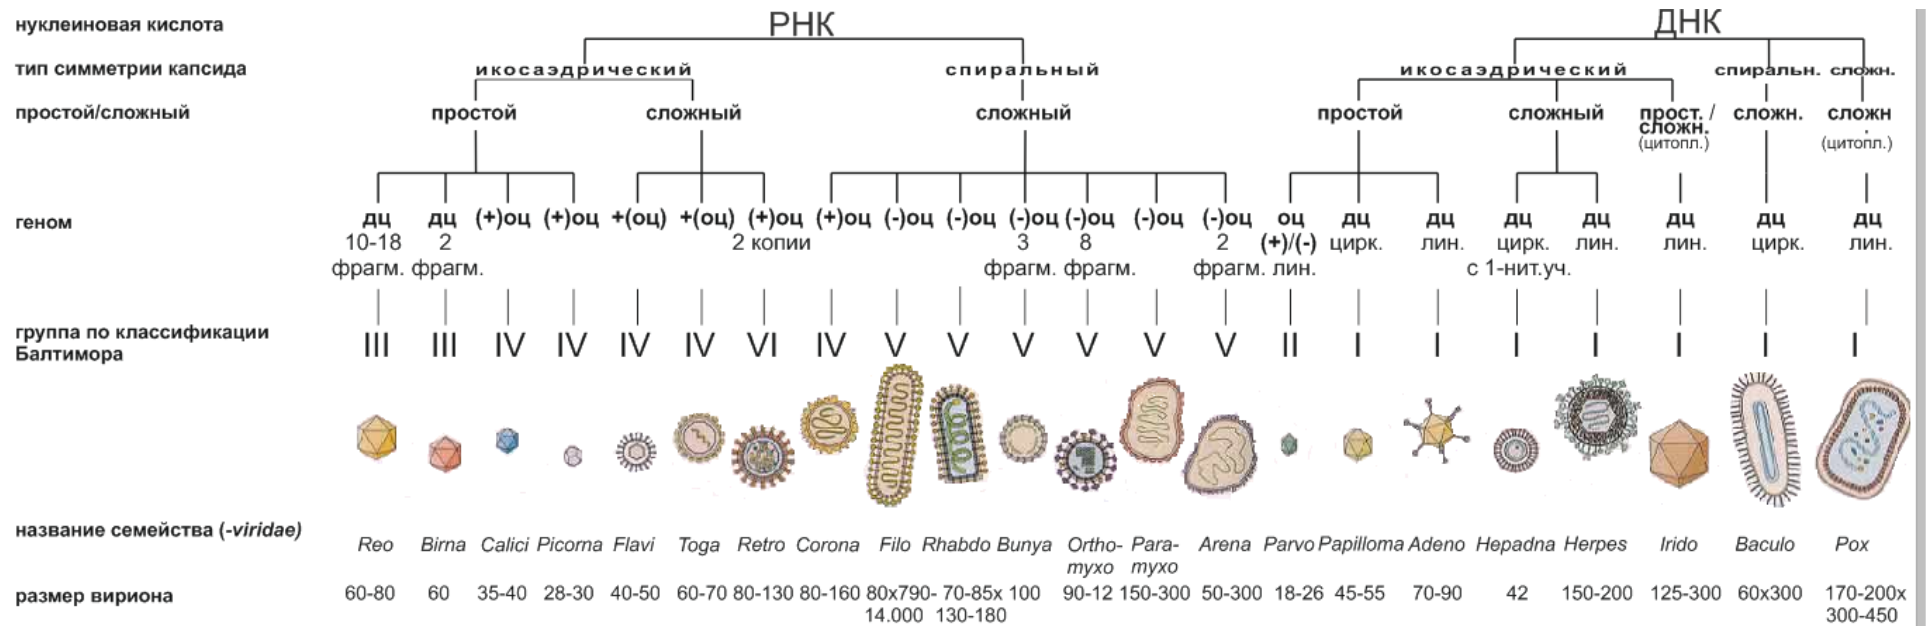 нуклеиновая кислота РНК ДНК
тип симметрии капсида икосаэдрический спиральный икосаэдрический спиральн. сложн.
простой/сложный простой сложный сложный простой сложный прост. / сложн. сложн
сложн. .
(цитопл.) (цитопл.)
геном дц дц (+)оц (+)оц +(оц) +(оц) (+)оц (+)оц (-)оц (-)оц (-)оц (-)оц (-)оц (-)оц оц дц дц дц дц дц дц дц
10-18 2 2 копии 3 8 2 (+)/(-) цирк. лин. цирк. лин. лин. цирк. лин.
фрагм. фрагм. фрагм. фрагм. фрагм. лин. с 1-нит.уч.
группа по классификации
Балтимора III III IV IV IV IV VI IV V V V V V V II I I I I I I I
название семейства (-viridae)
Reo Birna Calici Picorna Flavi Toga Retro Corona Filo Rhabdo Bunya Ortho- Para- Arena Parvo Papilloma Adeno Hepadna Herpes Irido Baculo Pox
myxo myxo
размер вириона 60-80 60 35-40 28-30 40-50 60-70 80-130 80-160 80x790- 70-85x 100 90-12 150-300 50-300 18-26 45-55 70-90 42 150-200 125-300 60x300 170-200x
14.000 130-180 300-450